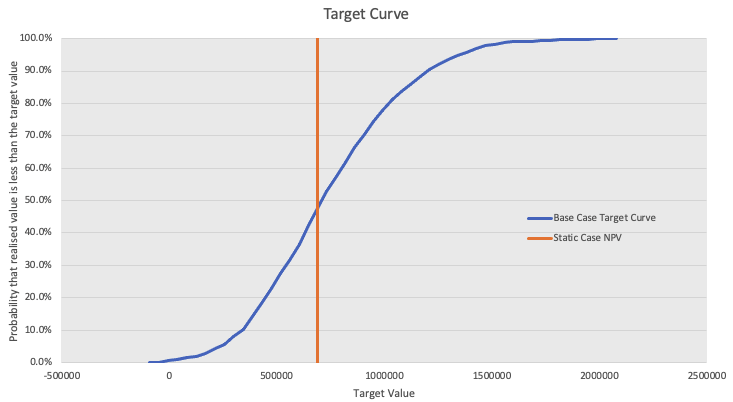 Target Curve
Probability that realised value is less than the target value
100.0%
90.0%
80.0%
70.0%
60.0%
50.0%
40.0%
30.0%
20.0%
10.0%
0.0%
Base Case Target Curve
Static Case NPV
-500000 0 500000 1000000 1500000 2000000 2500000
Target Value